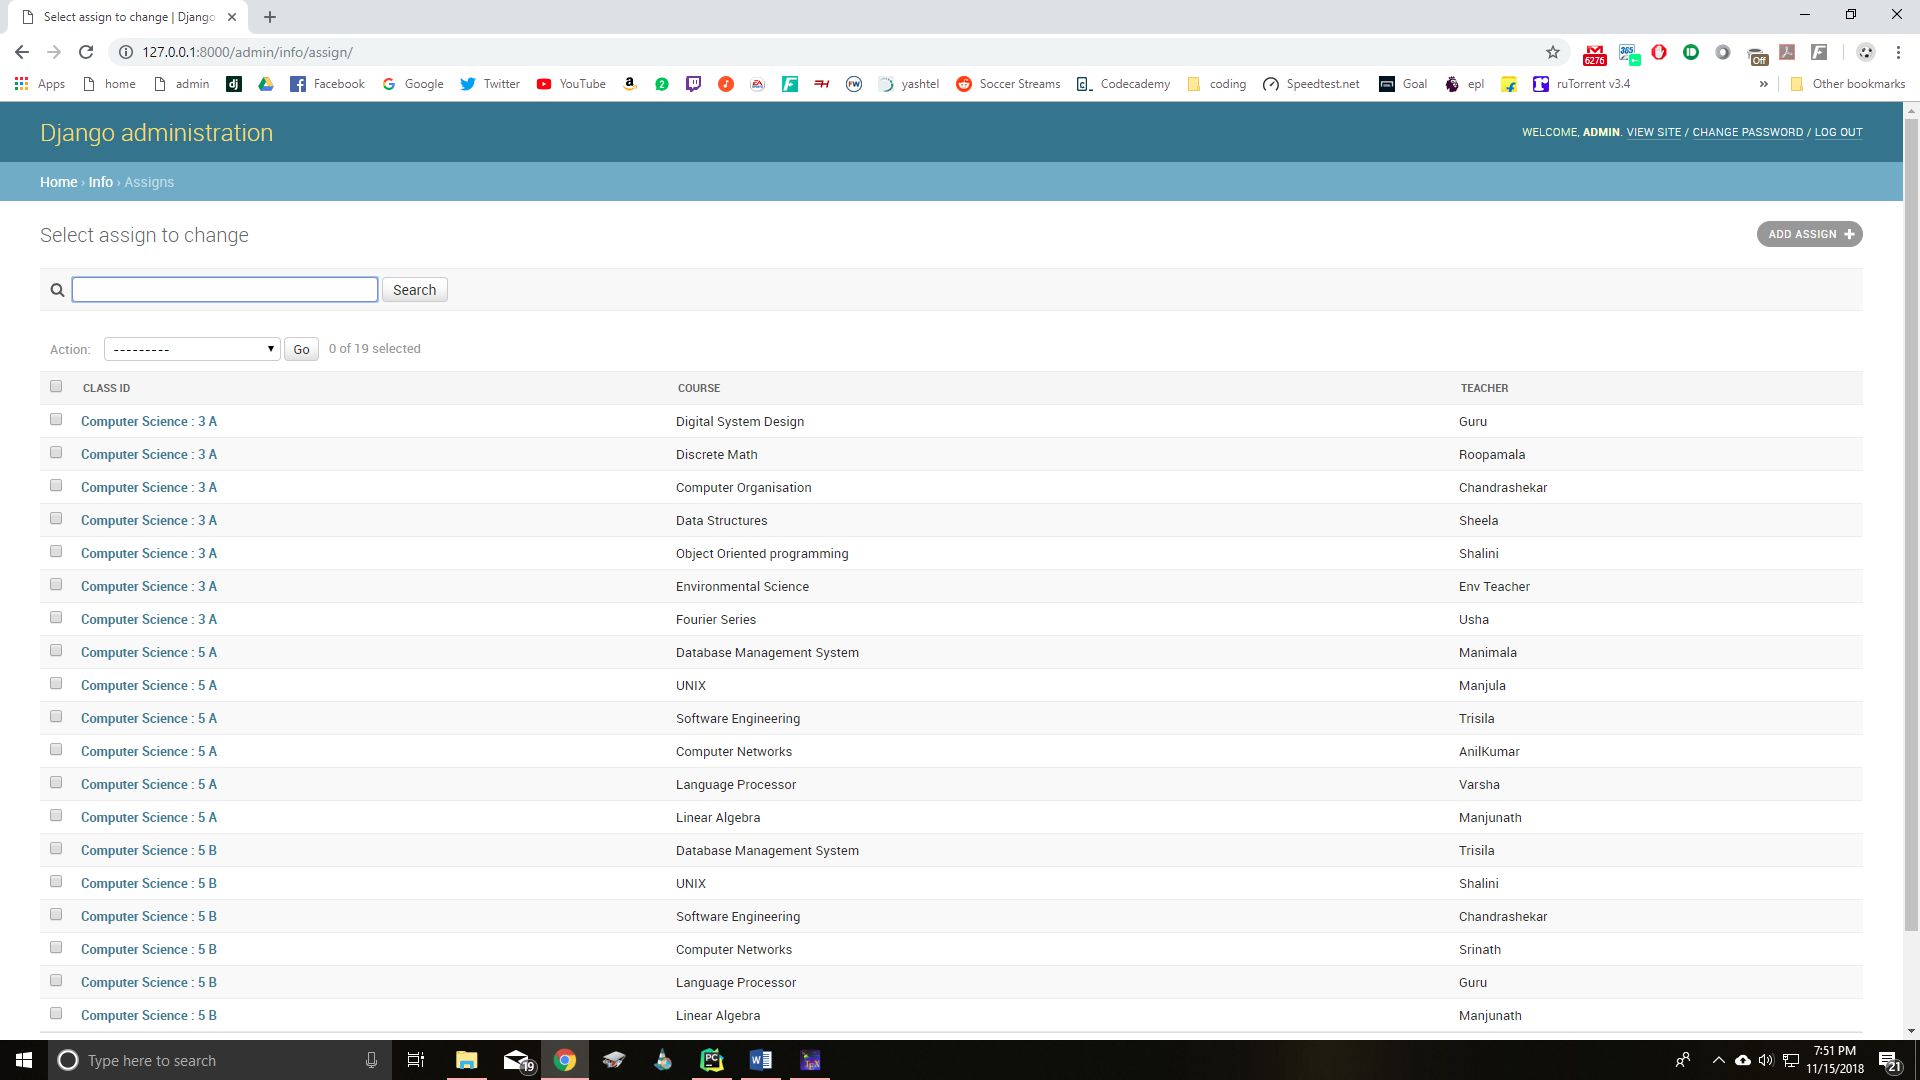 Select assign to change | Django
127.0.0.1:8000/admin/info/assign/
6276 365 Off
Apps home admin dj Facebook Google Twitter YouTube yashtel Soccer Streams Codecademy coding Speedtest.net Goal epl ruTorrent v3.4 » Other bookmarks
Django administration
WELCOME, ADMIN. VIEW SITE / CHANGE PASSWORD / LOG OUT
Home › Info › Assigns
Select assign to change
ADD ASSIGN +
Search
Action: --------- Go 0 of 19 selected
CLASS ID COURSE TEACHER
Computer Science : 3 A Digital System Design Guru
Computer Science : 3 A Discrete Math Roopamala
Computer Science : 3 A Computer Organisation Chandrashekar
Computer Science : 3 A Data Structures Sheela
Computer Science : 3 A Object Oriented programming Shalini
Computer Science : 3 A Environmental Science Env Teacher
Computer Science : 3 A Fourier Series Usha
Computer Science : 5 A Database Management System Manimala
Computer Science : 5 A UNIX Manjula
Computer Science : 5 A Software Engineering Trisila
Computer Science : 5 A Computer Networks AnilKumar
Computer Science : 5 A Language Processor Varsha
Computer Science : 5 A Linear Algebra Manjunath
Computer Science : 5 B Database Management System Trisila
Computer Science : 5 B UNIX Shalini
Computer Science : 5 B Software Engineering Chandrashekar
Computer Science : 5 B Computer Networks Srinath
Computer Science : 5 B Language Processor Guru
Computer Science : 5 B Linear Algebra Manjunath
Type here to search
19
7:51 PM
11/15/2018
21